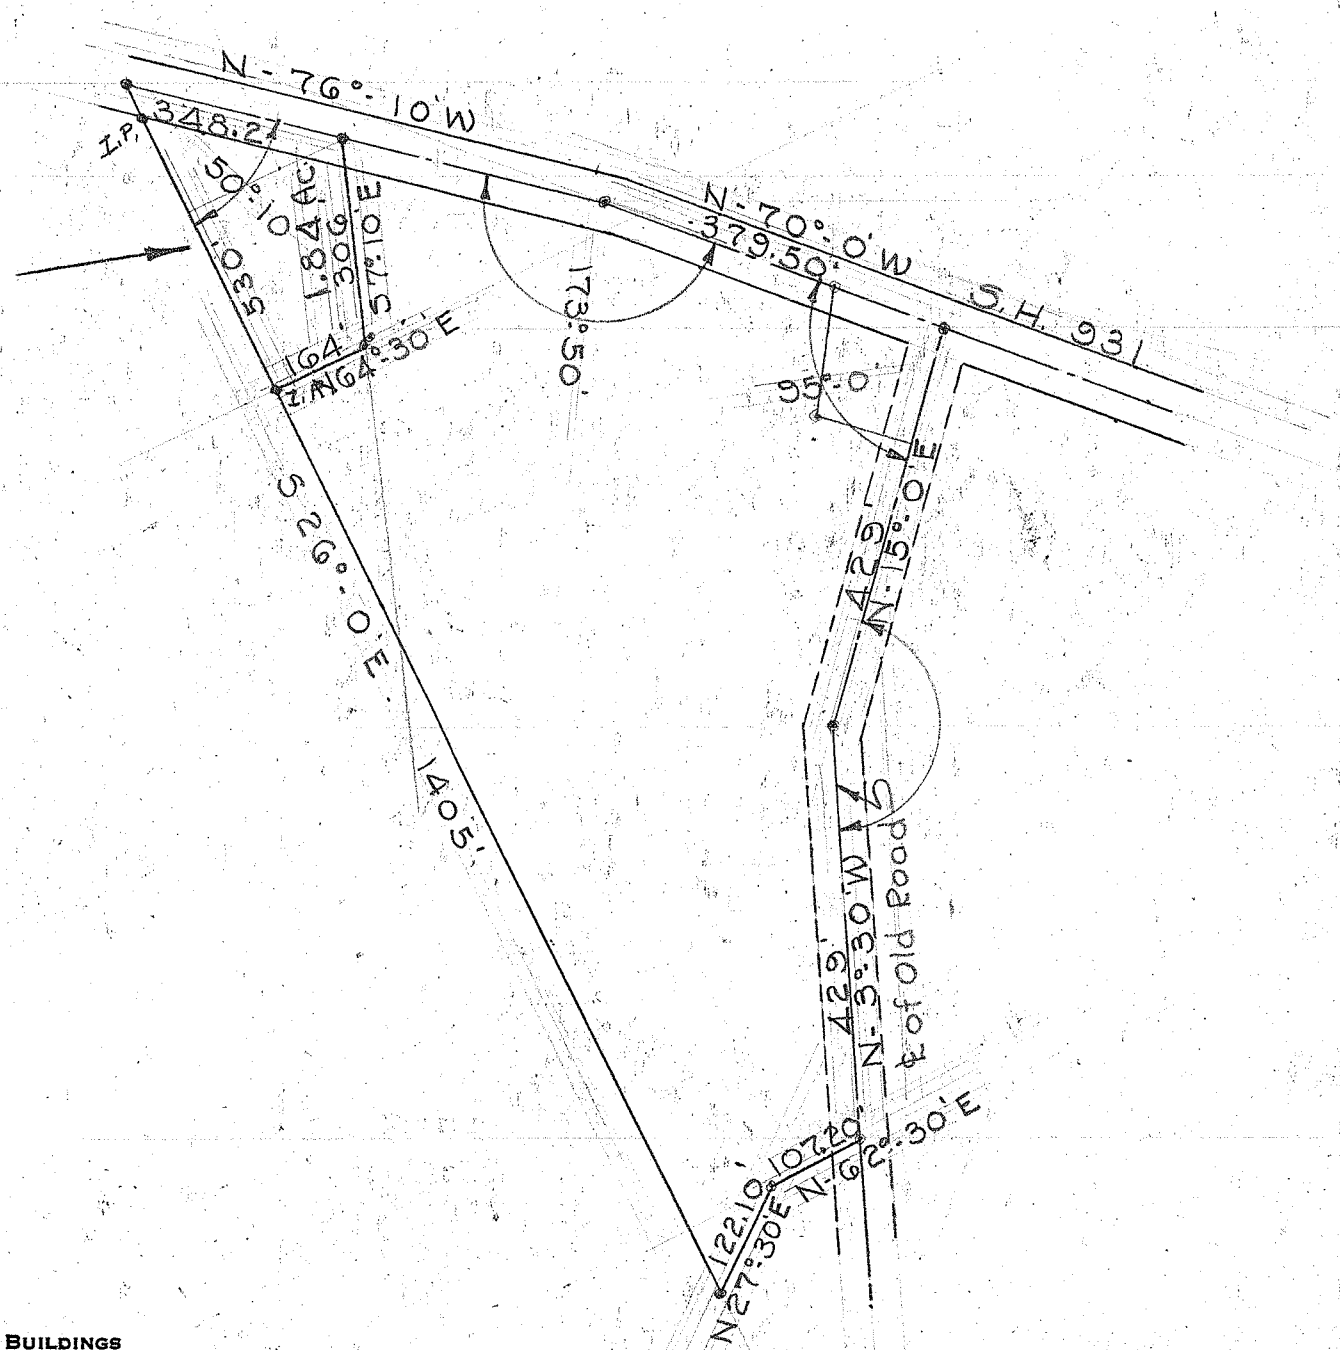 N-76°-10'W
348.2'
I.P.
50°-10'
1.84 AC.
306'
S7°-10'E
530'
164'
N64°-30'E
173°-50'
N-70°-0'W
379.50'
S.H. 931
95°-0'
429'
N-15°-0'E
S 26°-0'E
1405'
429'
N-3°-30'W
℄ of Old Road
107.20'
N-62°-30'E
122.10'
N27°-30'E
BUILDINGS